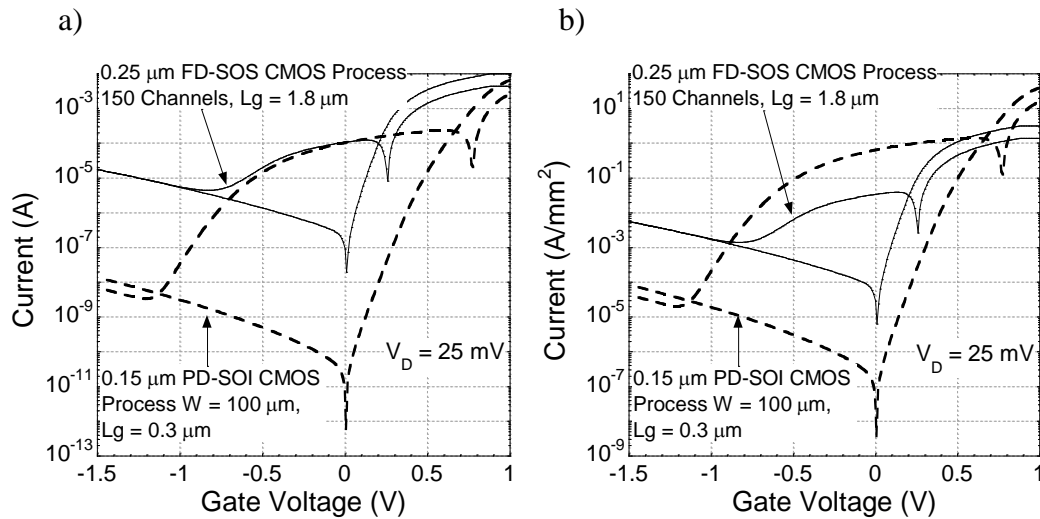 a)
0.25 μm FD-SOS CMOS Process
150 Channels, Lg = 1.8 μm
10^-3
10^-5
10^-7
10^-9
10^-11
10^-13
Current (A)
V_D = 25 mV
0.15 μm PD-SOI CMOS
Process W = 100 μm,
Lg = 0.3 μm
-1.5 -1 -0.5 0 0.5 1
Gate Voltage (V)
b)
0.25 μm FD-SOS CMOS Process
150 Channels, Lg = 1.8 μm
10^1
10^-1
10^-3
10^-5
10^-7
10^-9
Current (A/mm^2)
V_D = 25 mV
0.15 μm PD-SOI CMOS
Process W = 100 μm,
Lg = 0.3 μm
-1.5 -1 -0.5 0 0.5 1
Gate Voltage (V)